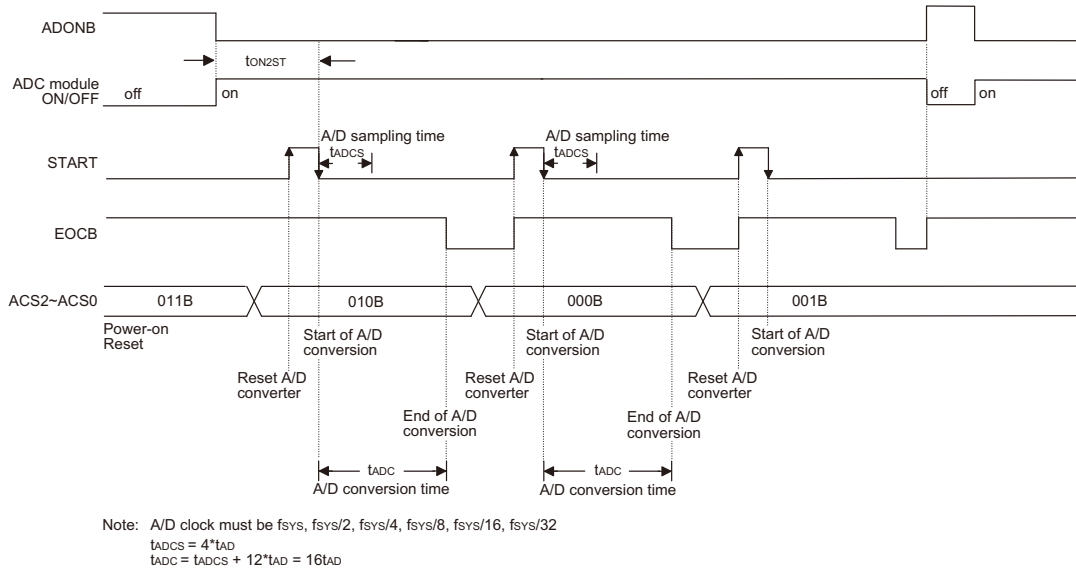 ADONB
tON2ST
ADC module
ON/OFF
off
on
off
on
A/D sampling time
tADCS
A/D sampling time
tADCS
START
EOCB
ACS2~ACS0
011B
010B
000B
001B
Power-on
Reset
Start of A/D
conversion
Start of A/D
conversion
Start of A/D
conversion
Reset A/D
converter
Reset A/D
converter
Reset A/D
converter
End of A/D
conversion
End of A/D
conversion
tADC
A/D conversion time
tADC
A/D conversion time
Note: A/D clock must be fSYS, fSYS/2, fSYS/4, fSYS/8, fSYS/16, fSYS/32
tADCS = 4*tAD
tADC = tADCS + 12*tAD = 16tAD